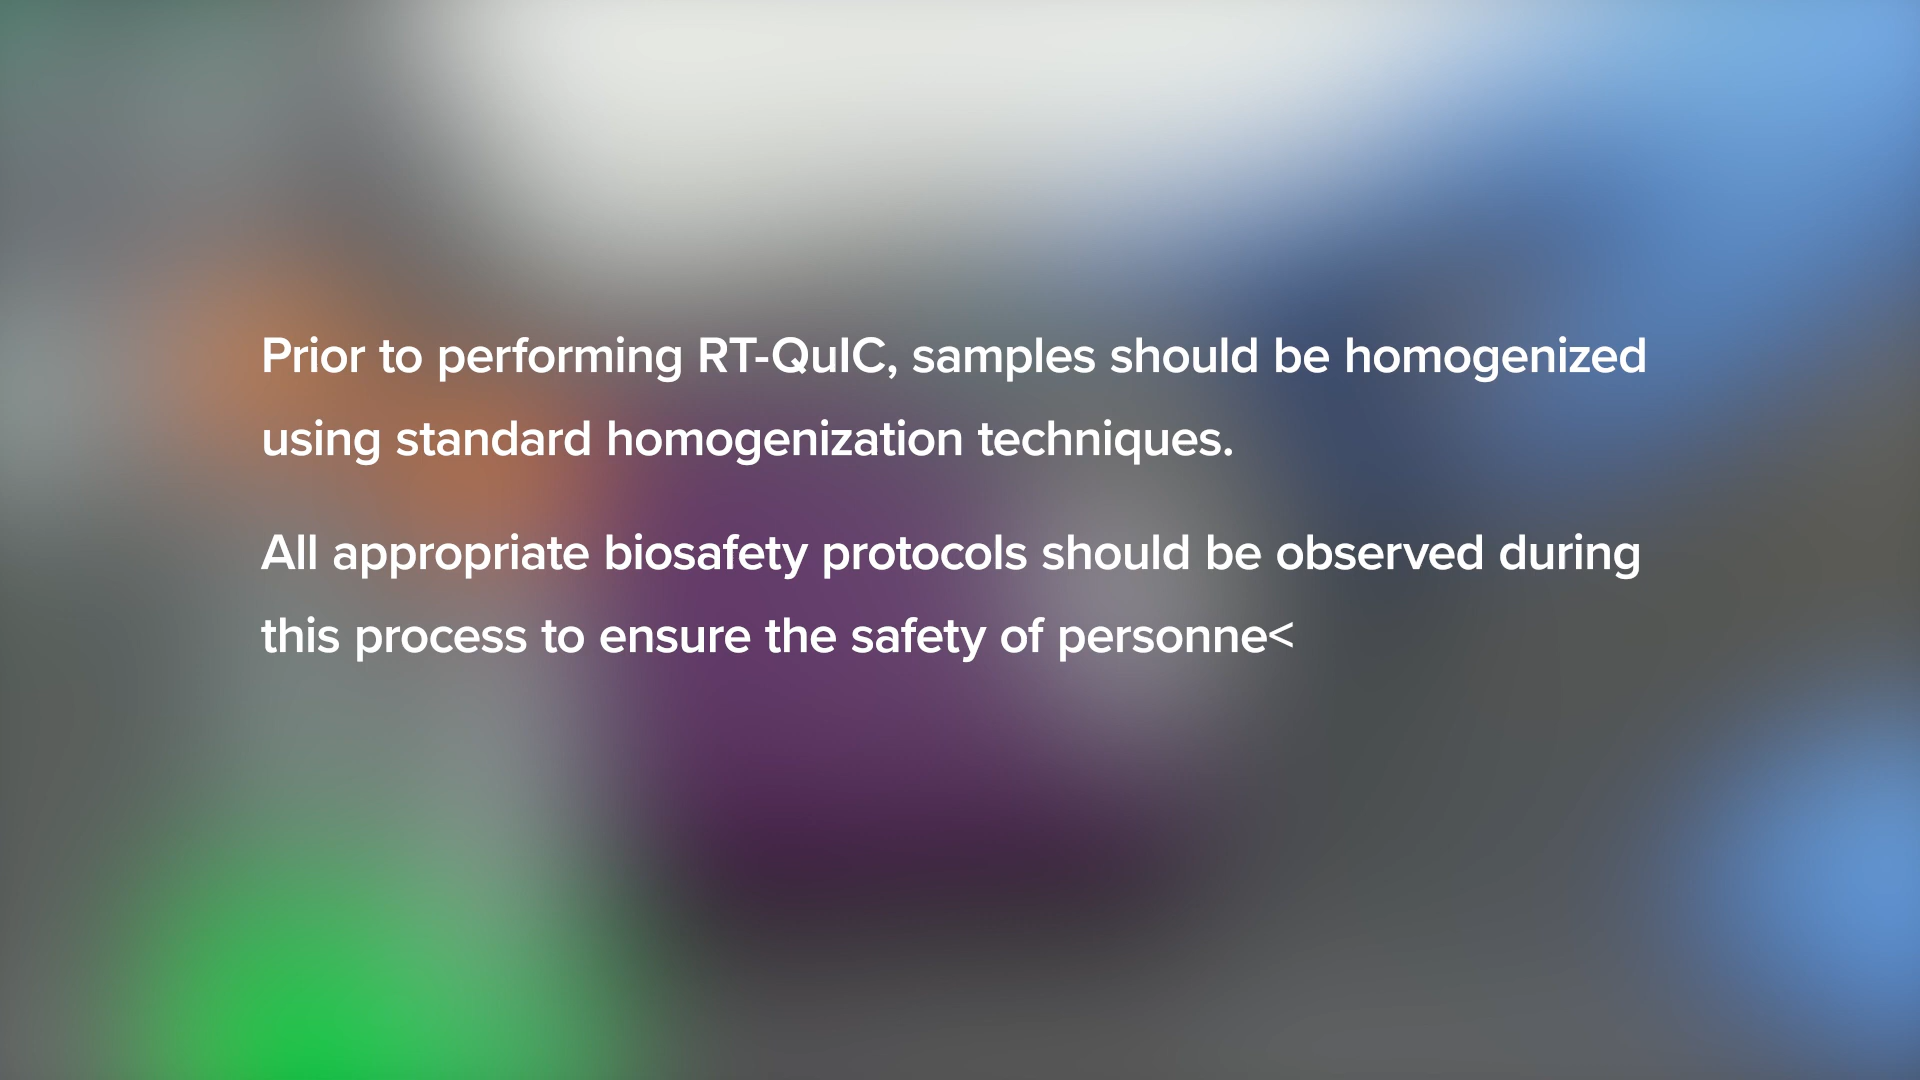 Prior to performing RT-QuIC, samples should be homogenized
using standard homogenization techniques.
All appropriate biosafety protocols should be observed during
this process to ensure the safety of personne<